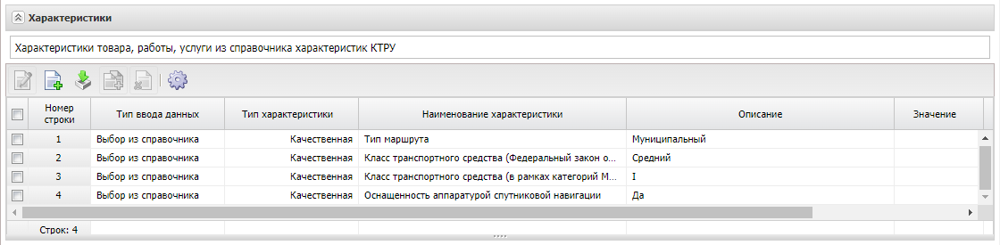 Характеристики
Характеристики товара, работы, услуги из справочника характеристик КТРУ
Номер строки Тип ввода данных Тип характеристики Наименование характеристики Описание Значение
1 Выбор из справочника Качественная Тип маршрута Муниципальный
2 Выбор из справочника Качественная Класс транспортного средства (Федеральный закон о... Средний
3 Выбор из справочника Качественная Класс транспортного средства (в рамках категорий М... I
4 Выбор из справочника Качественная Оснащенность аппаратурой спутниковой навигации Да
Строк: 4